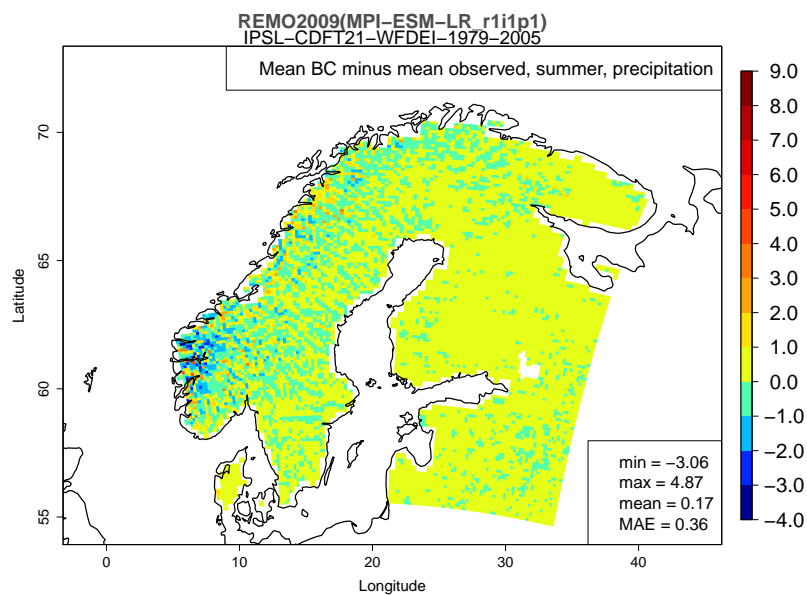 REMO2009(MPI−ESM−LR_r1i1p1)
IPSL−CDFT21−WFDEI−1979−2005
Mean BC minus mean observed, summer, precipitation
9.0
8.0
7.0
6.0
5.0
4.0
3.0
2.0
1.0
0.0
−1.0
−2.0
−3.0
−4.0
70
65
60
55
Latitude
min = −3.06
max = 4.87
mean = 0.17
MAE = 0.36
0 10 20 30 40
Longitude